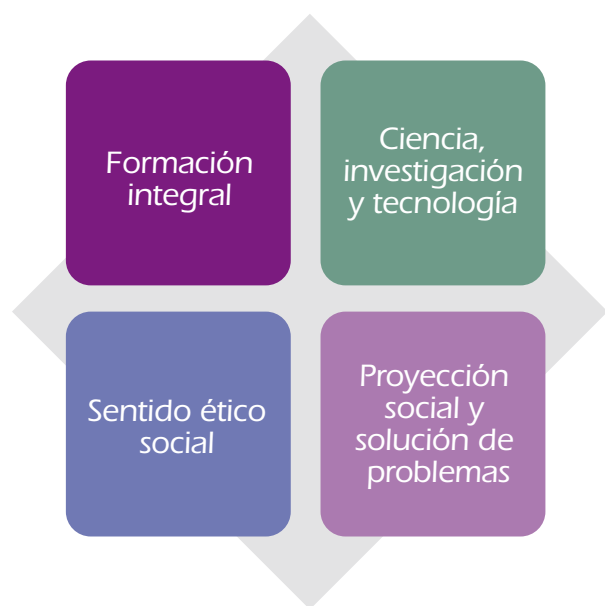 Formación
integral
Ciencia,
investigación
y tecnología
Sentido ético
social
Proyección
social y
solución de
problemas